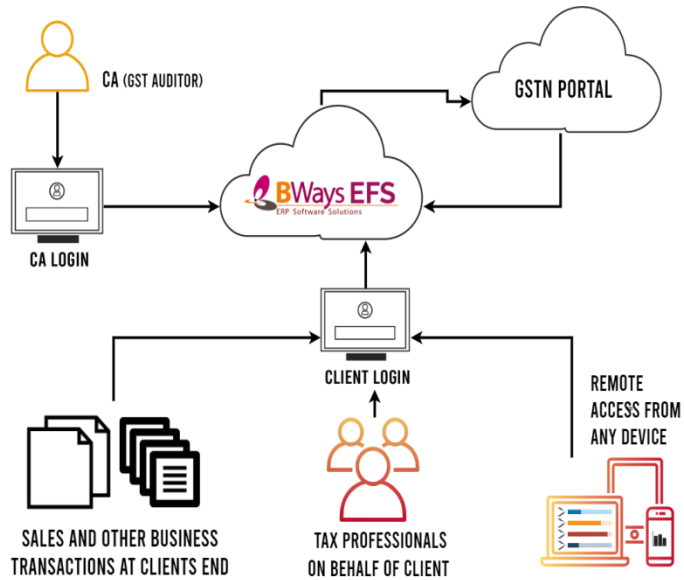 CA (GST AUDITOR)
GSTN PORTAL
BWays EFS
ERP Software Solutions
CA LOGIN
CLIENT LOGIN
REMOTE
ACCESS FROM
ANY DEVICE
SALES AND OTHER BUSINESS
TRANSACTIONS AT CLIENTS END
TAX PROFESSIONALS
ON BEHALF OF CLIENT